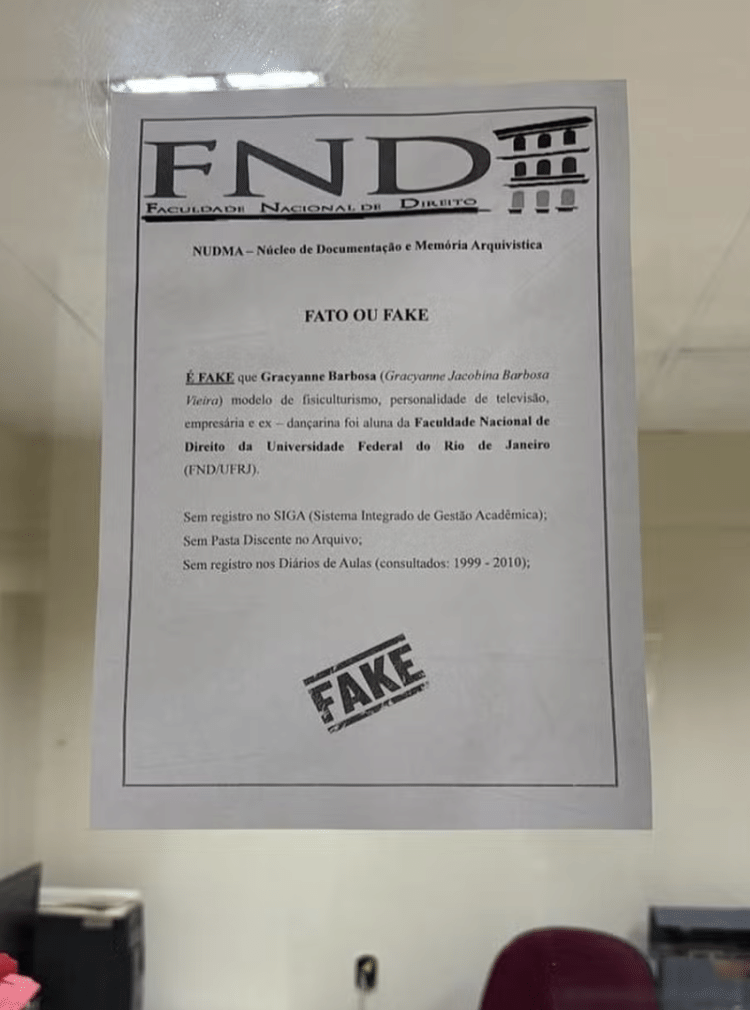 FND
FACULDADE NACIONAL DE DIREITO
NUDMA – Núcleo de Documentação e Memória Arquivistica
FATO OU FAKE
É FAKE que Gracyanne Barbosa (Gracyanne Jacobina Barbosa
Vieira) modelo de fisiculturismo, personalidade de televisão,
empresária e ex – dançarina foi aluna da Faculdade Nacional de
Direito da Universidade Federal do Rio de Janeiro
(FND/UFRJ).
Sem registro no SIGA (Sistema Integrado de Gestão Acadêmica);
Sem Pasta Discente no Arquivo;
Sem registro nos Diários de Aulas (consultados: 1999 - 2010);
FAKE